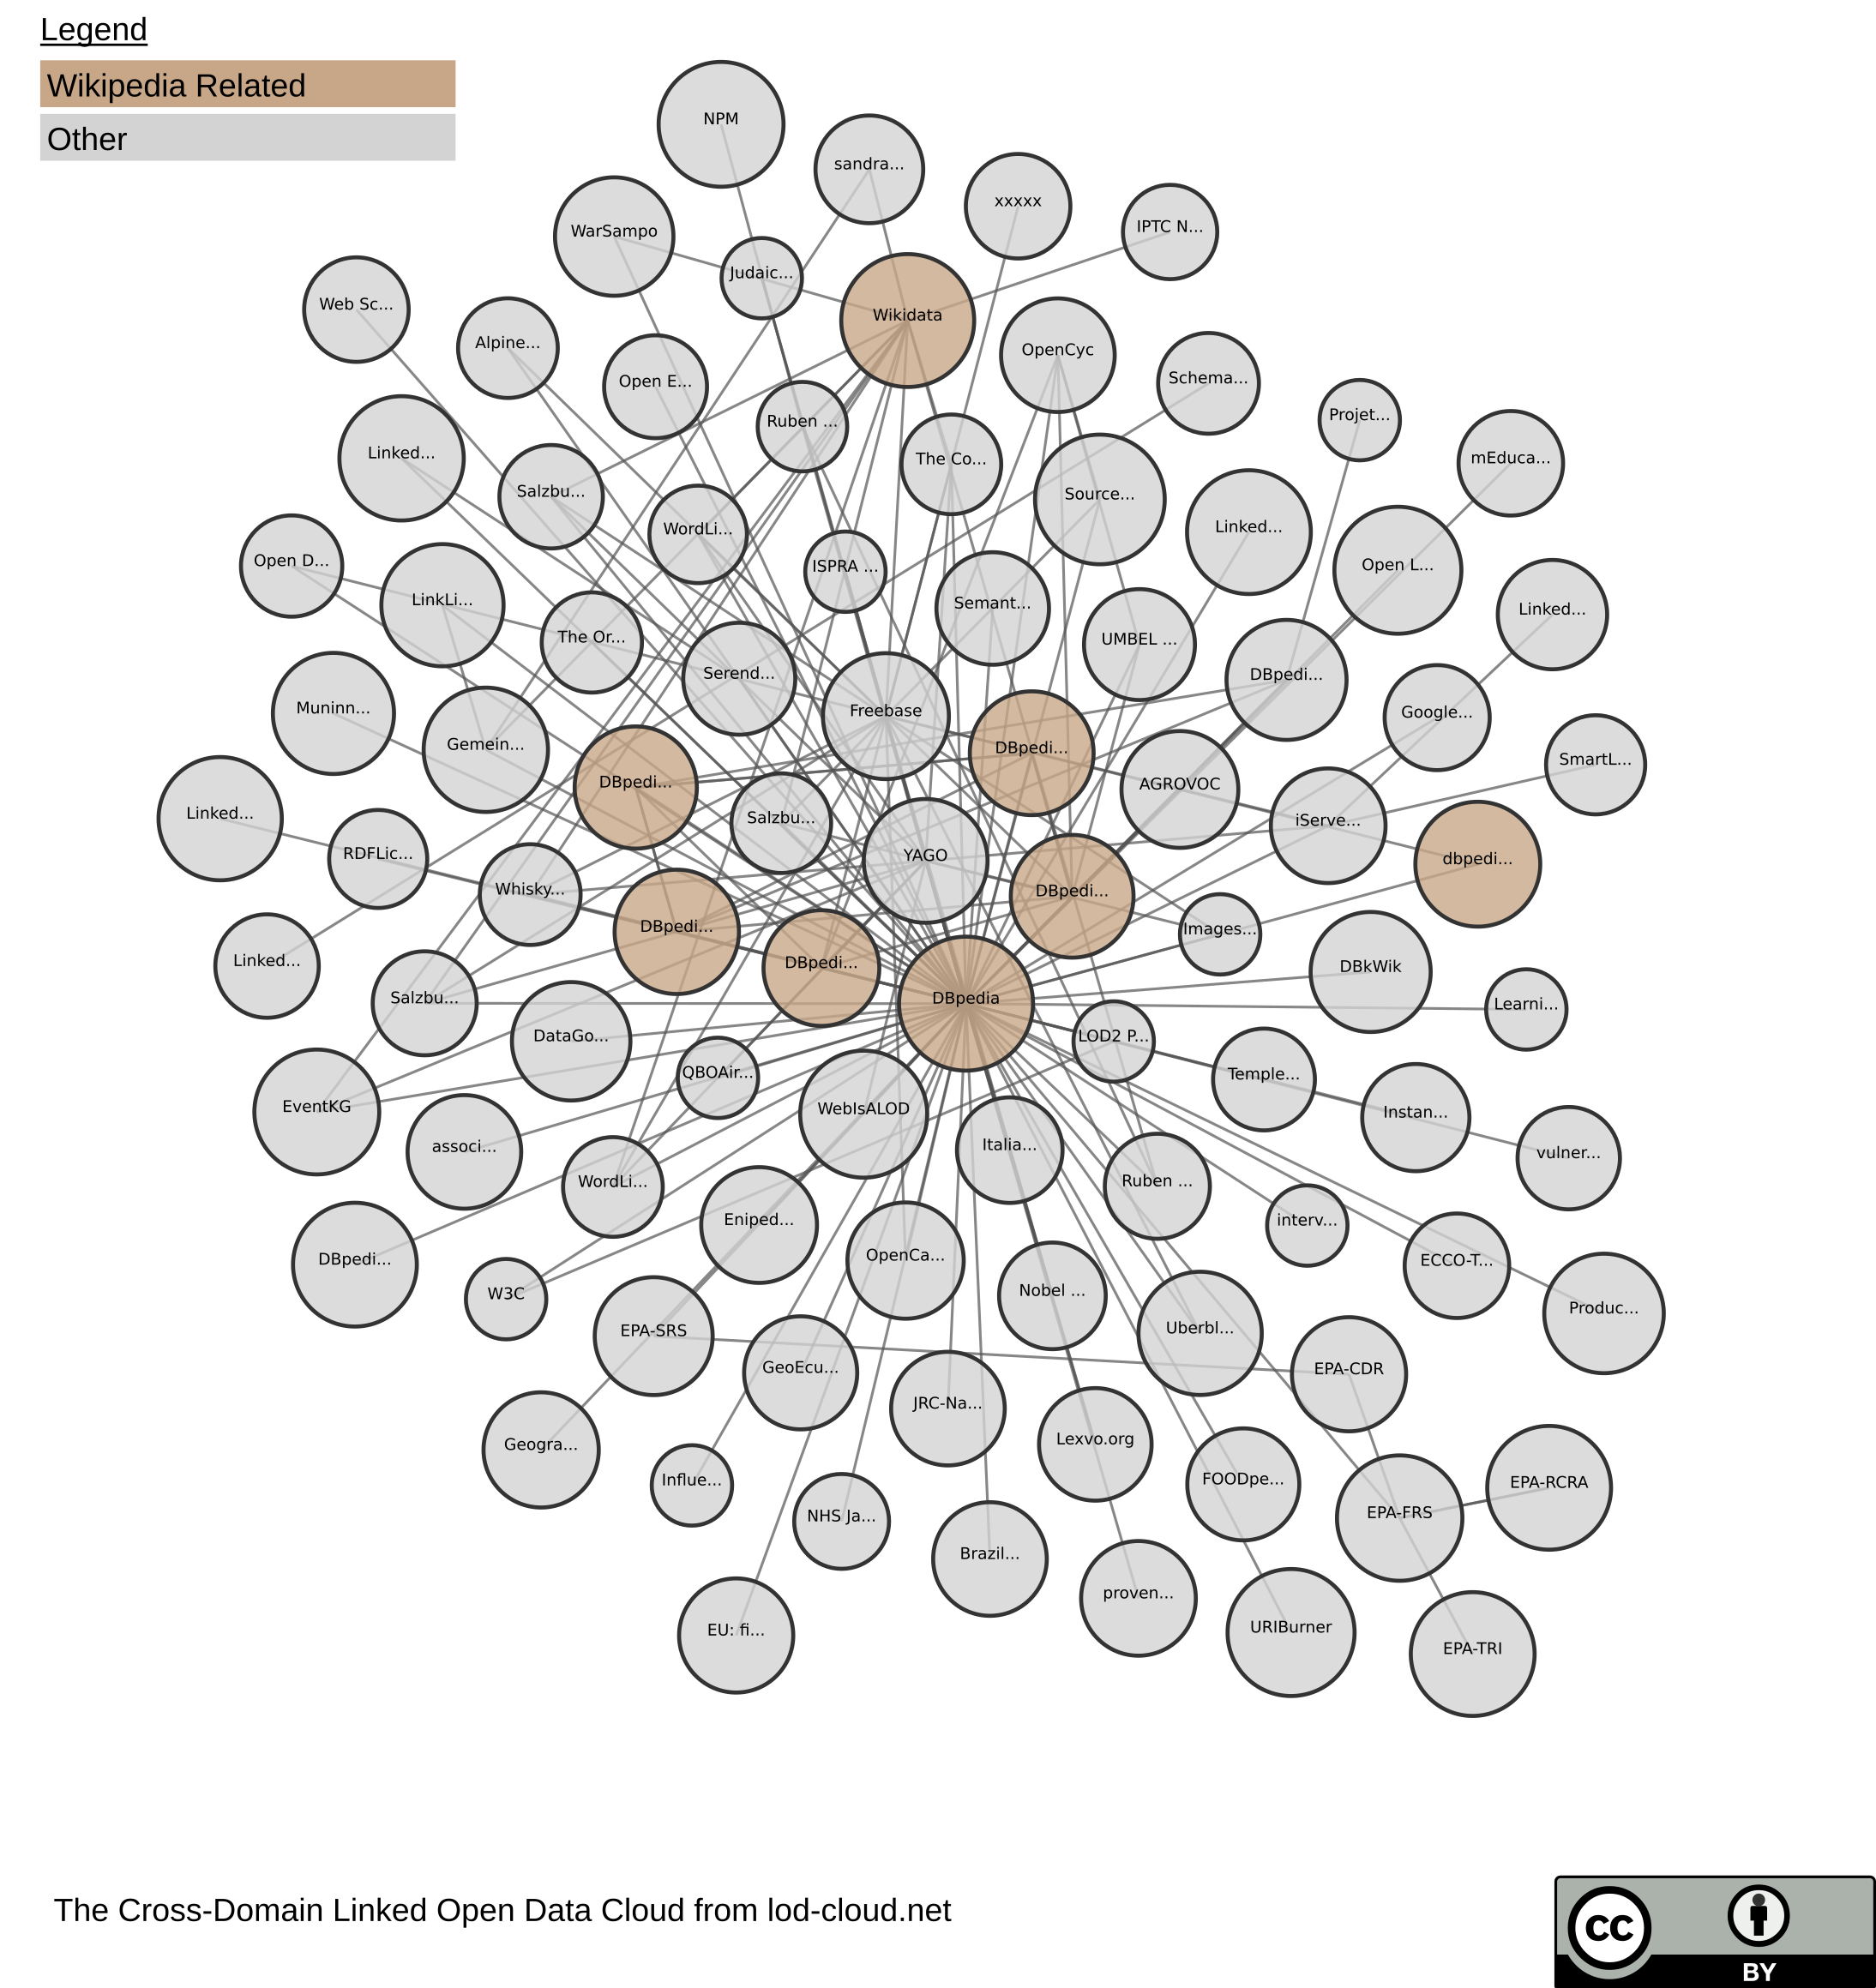 Legend
Wikipedia Related
Other
NPM
sandra...
xxxxx
IPTC N...
WarSampo
Judaic...
Web Sc...
Wikidata
Alpine...
OpenCyc
Open E...
Schema...
Ruben ...
Projet...
Linked...
The Co...
mEduca...
Salzbu...
Source...
WordLi...
Linked...
Open D...
ISPRA ...
Open L...
LinkLi...
Semant...
Linked...
The Or...
UMBEL ...
Serend...
DBpedi...
Muninn...
Freebase
Google...
Gemein...
DBpedi...
SmartL...
DBpedi...
AGROVOC
Linked...
Salzbu...
iServe...
RDFLic...
YAGO
dbpedi...
Whisky...
DBpedi...
DBpedi...
Images...
Linked...
DBpedi...
DBkWik
Salzbu...
DBpedia
Learni...
DataGo...
LOD2 P...
QBOAir...
Temple...
EventKG
WebIsALOD
Instan...
associ...
Italia...
vulner...
WordLi...
Ruben ...
Eniped...
interv...
DBpedi...
OpenCa...
ECCO-T...
W3C
Nobel ...
Produc...
EPA-SRS
Uberbl...
GeoEcu...
EPA-CDR
JRC-Na...
Geogra...
Lexvo.org
Influe...
FOODpe...
EPA-RCRA
NHS Ja...
EPA-FRS
Brazil...
proven...
EU: fi...
URIBurner
EPA-TRI
The Cross-Domain Linked Open Data Cloud from lod-cloud.net
cc
BY